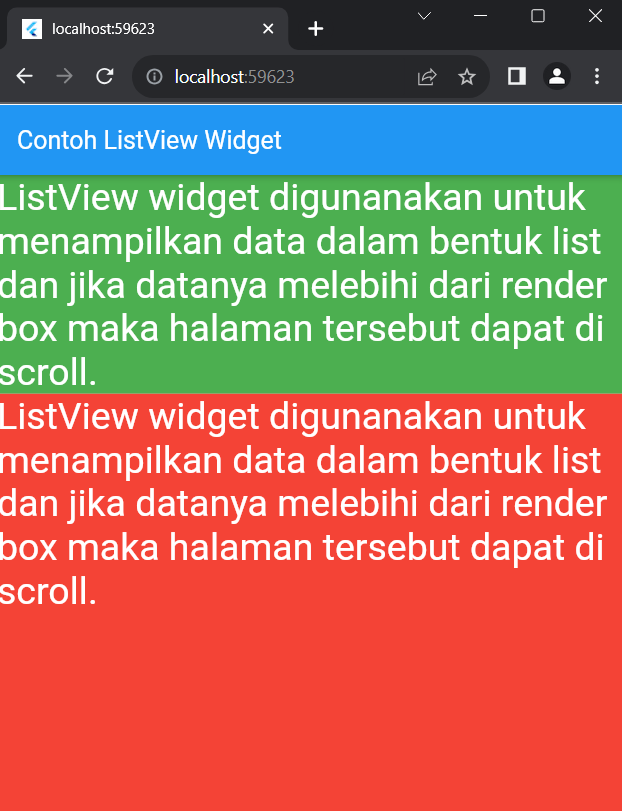 localhost:59623
localhost:59623
Contoh ListView Widget
ListView widget digunanakan untuk
menampilkan data dalam bentuk list
dan jika datanya melebihi dari render
box maka halaman tersebut dapat di
scroll.
ListView widget digunanakan untuk
menampilkan data dalam bentuk list
dan jika datanya melebihi dari render
box maka halaman tersebut dapat di
scroll.